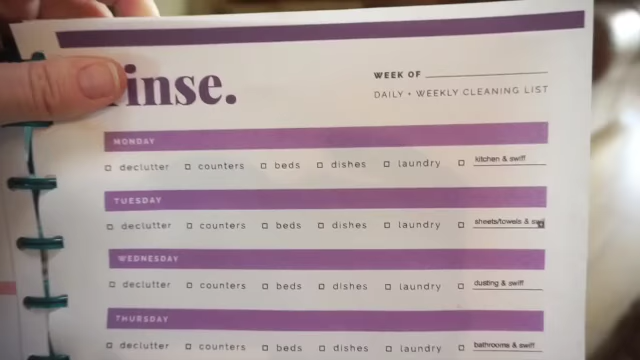 inse.
WEEK OF
DAILY + WEEKLY CLEANING LIST
MONDAY
declutter counters beds dishes laundry kitchen & swiff
TUESDAY
declutter counters beds dishes laundry sheets/towels &
WEDNESDAY
declutter counters beds dishes laundry dusting & swiff
THURSDAY
declutter counters beds dishes laundry bathrooms & swiff